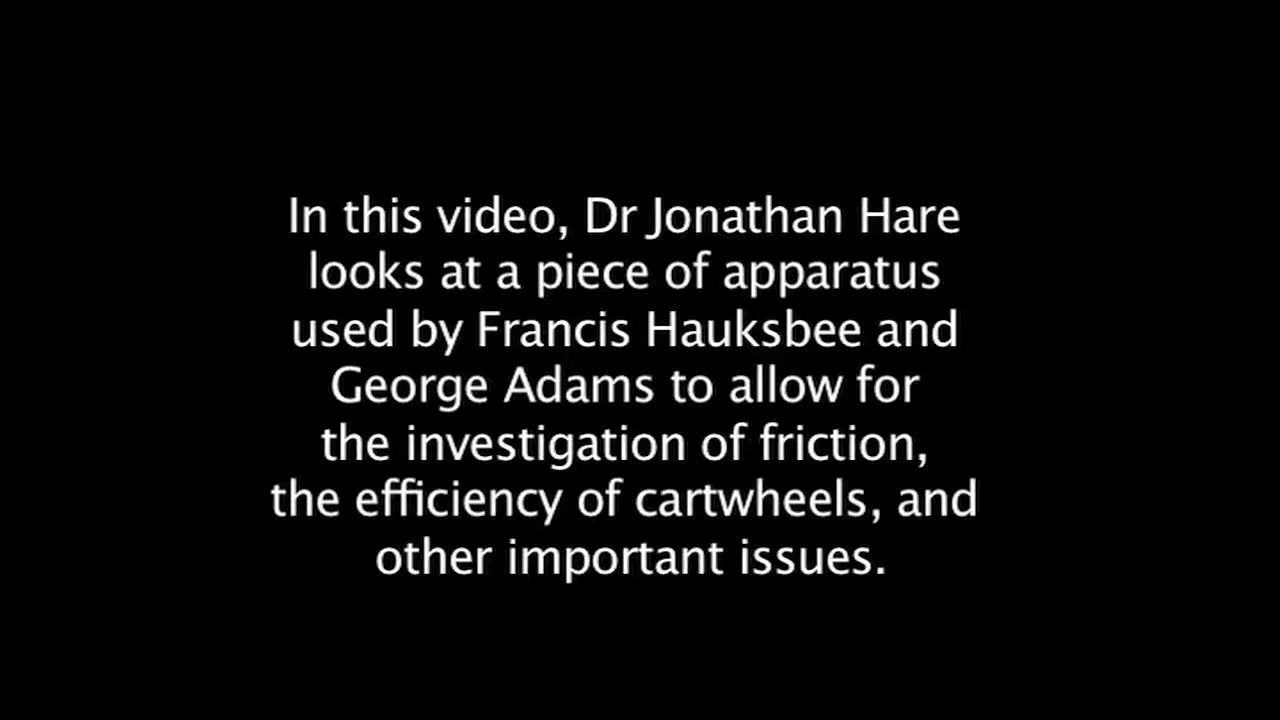 In this video, Dr Jonathan Hare
looks at a piece of apparatus
used by Francis Hauksbee and
George Adams to allow for
the investigation of friction,
the efficiency of cartwheels, and
other important issues.